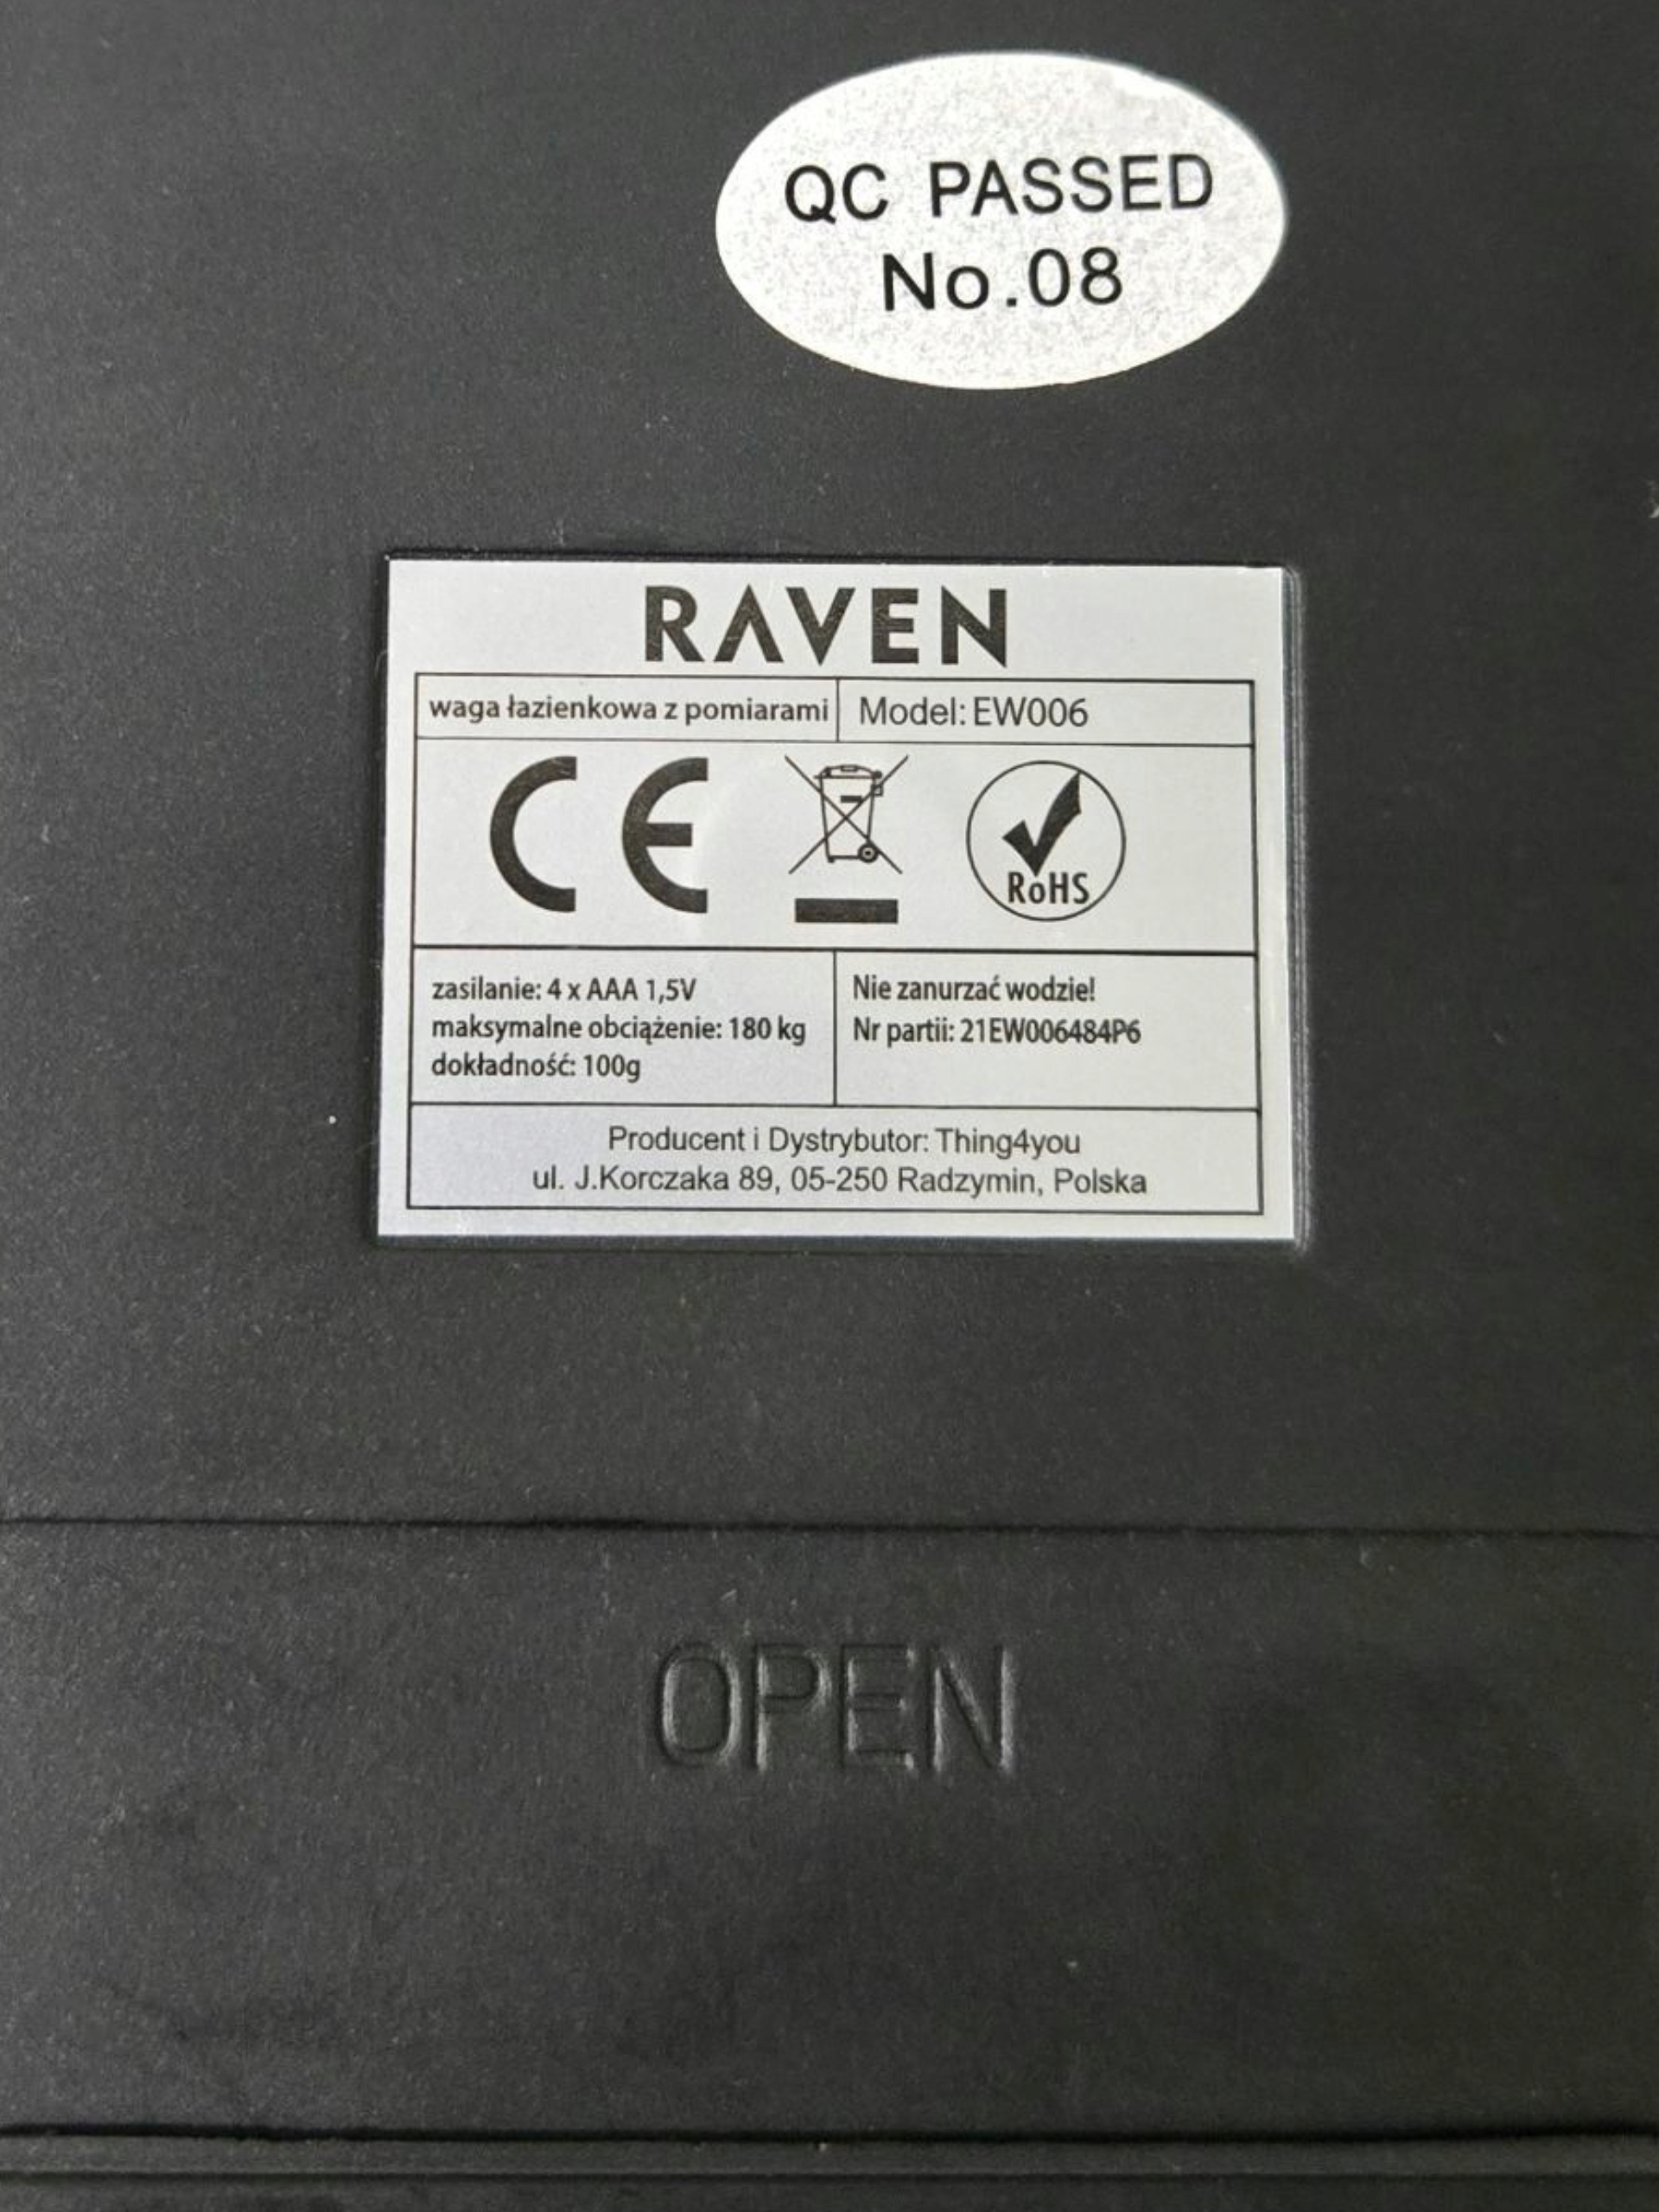 QC PASSED
No.08
RAVEN
waga łazienkowa z pomiarami
Model: EW006
CE
RoHS
zasilanie: 4 x AAA 1,5V
maksymalne obciążenie: 180 kg
dokładność: 100g
Nie zanurzać wodzie!
Nr partii: 21EW006484P6
Producent i Dystrybutor: Thing4you
ul. J.Korczaka 89, 05-250 Radzymin, Polska
OPEN